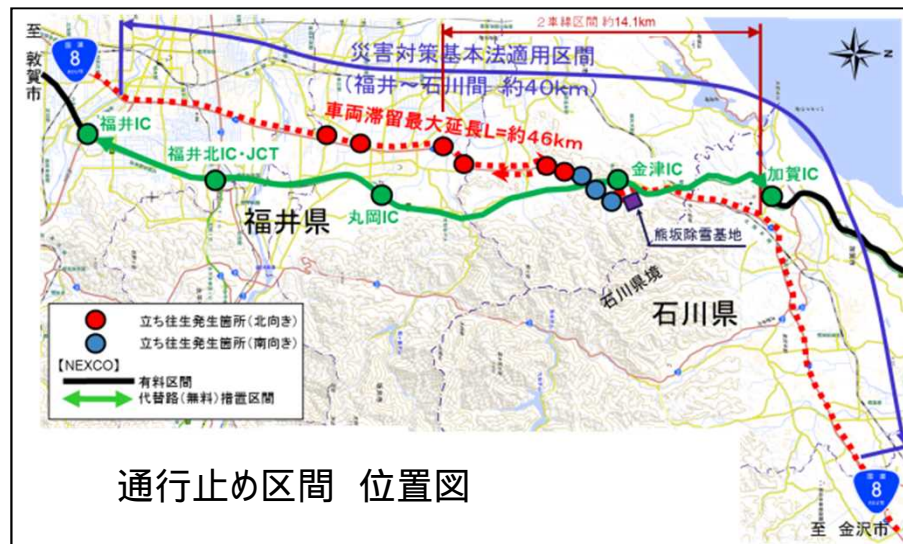 至
敦賀市
国道
8
2車線区間 約14.1km
災害対策基本法適用区間
(福井～石川間 約40km)
N
車両滞留最大延長L=約46km
福井IC
福井北IC・JCT
金津IC
加賀IC
丸岡IC
福井県
熊坂除雪基地
石川県境
石川県
立ち往生発生箇所(北向き)
立ち往生発生箇所(南向き)
【NEXCO】
有料区間
代替路(無料)措置区間
通行止め区間 位置図
国道
8
至 金沢市